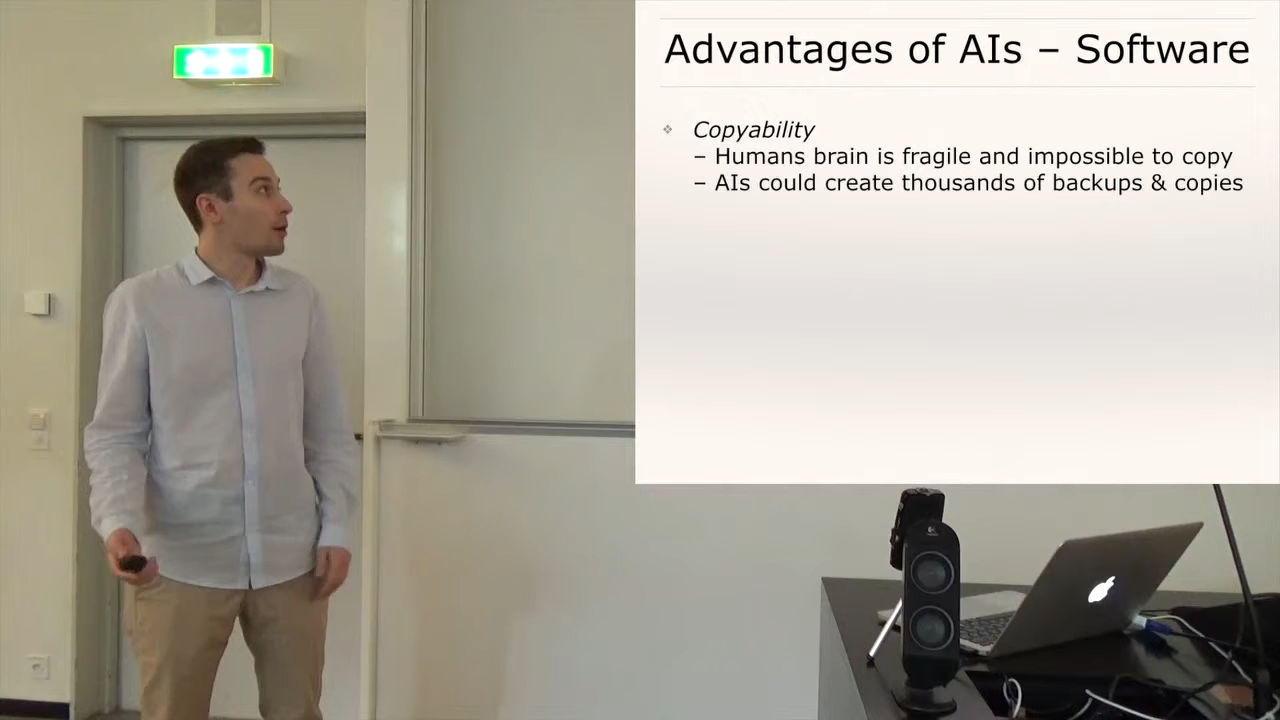 Advantages of AIs – Software
Copyability
– Humans brain is fragile and impossible to copy
– AIs could create thousands of backups & copies